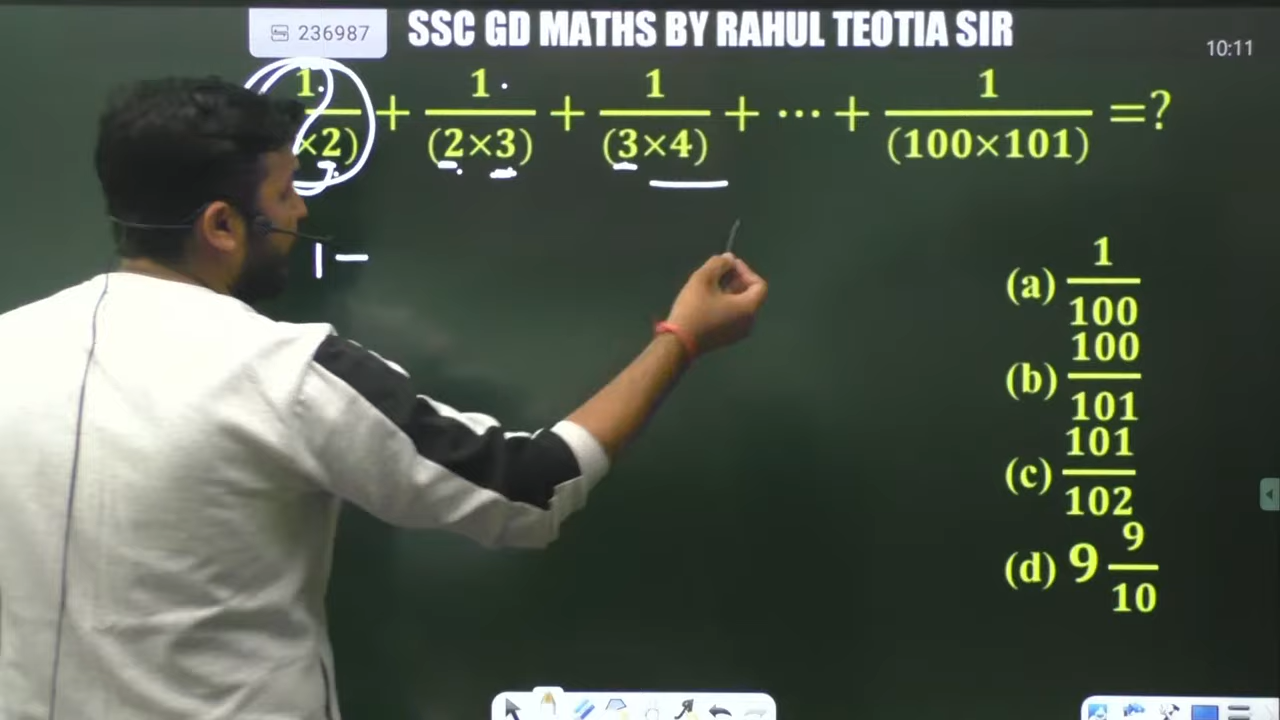 236987
SSC GD MATHS BY RAHUL TEOTIA SIR
10:11
1/×2) + 1/(2×3) + 1/(3×4) + ⋯ + 1/(100×101) =?
1 −
(a) 1/100
(b) 100/101
(c) 101/102
(d) 9 9/10